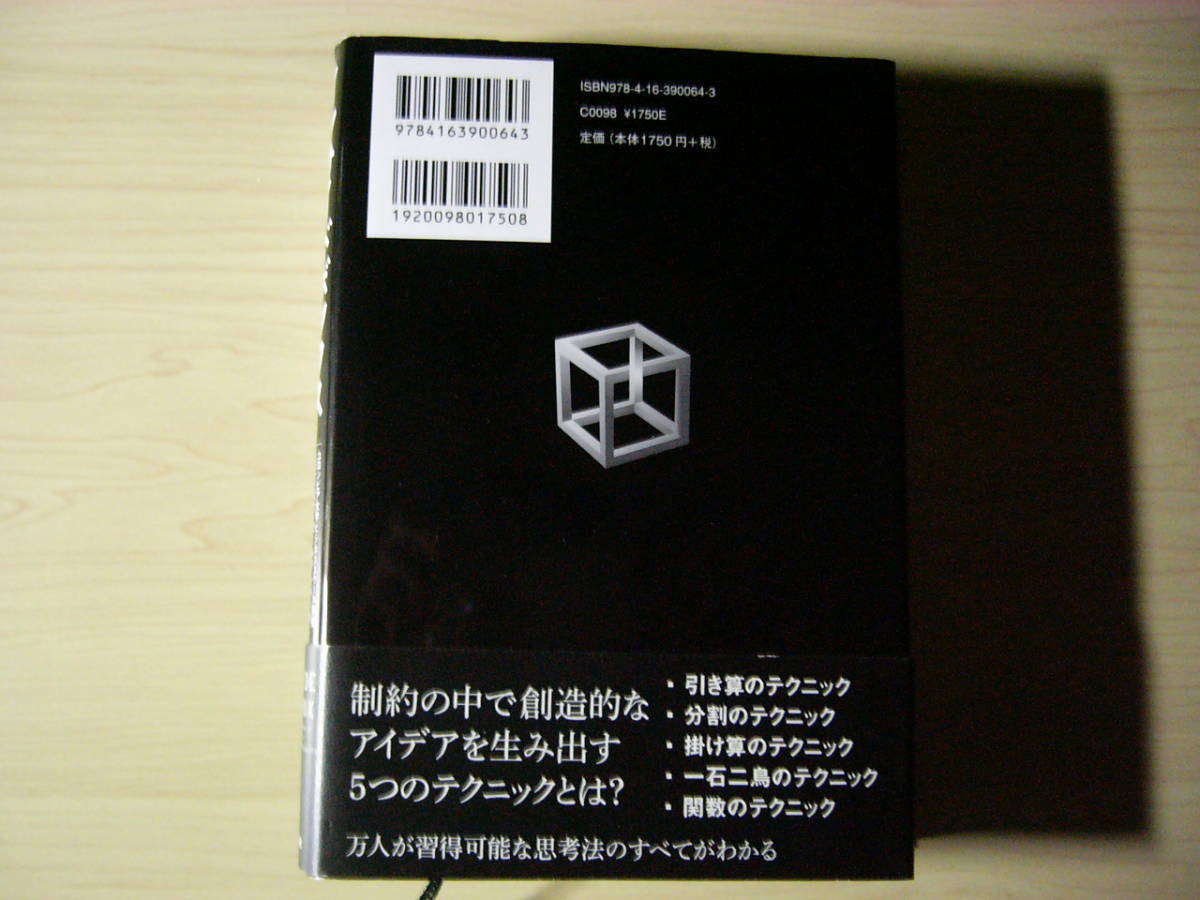 9784163900643
1920098017508
ISBN978-4-16-390064-3
C0098 ¥1750E
定価（本体1750円＋税）
制約の中で創造的な
アイデアを生み出す
5つのテクニックとは？
・引き算のテクニック
・分割のテクニック
・掛け算のテクニック
・一石二鳥のテクニック
・関数のテクニック
万人が習得可能な思考法のすべてがわかる